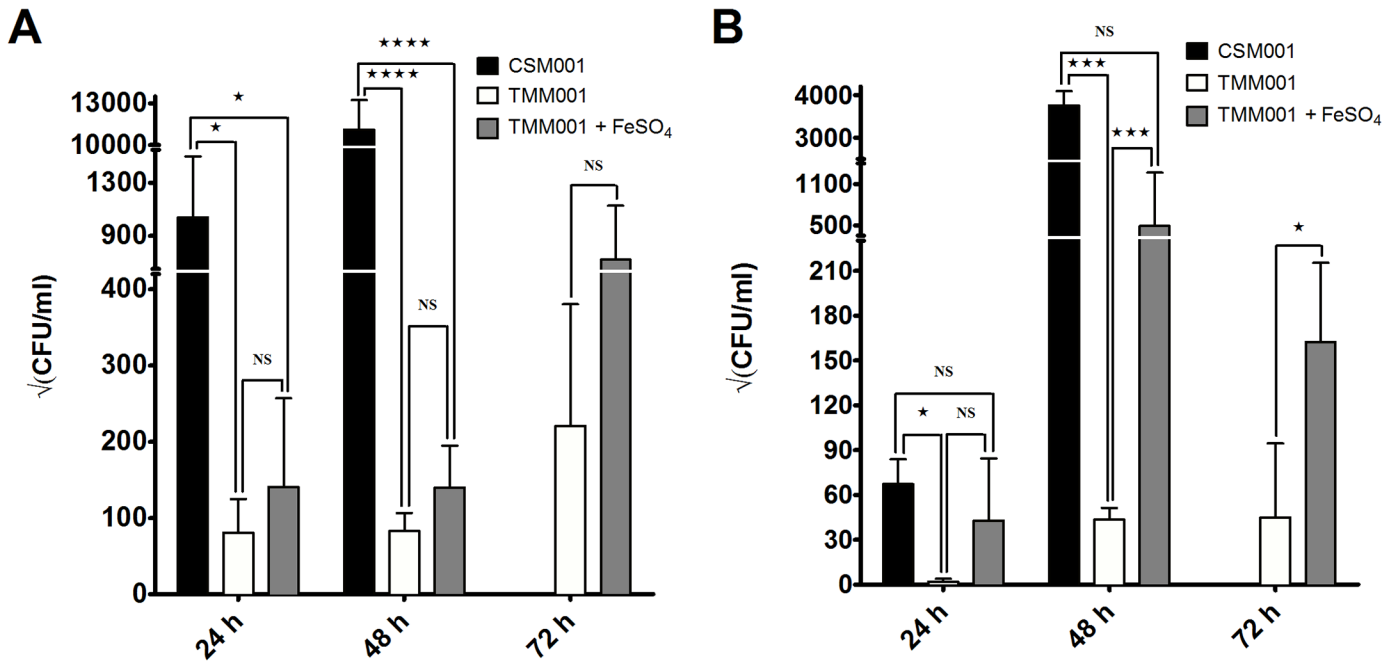 A
★★★★
★★★★
★
★
NS
NS
NS
CSM001
TMM001
TMM001 + FeSO₄
13000
10000
1300
900
400
300
200
100
0
√(CFU/ml)
24 h
48 h
72 h
B
NS
★★★
★★★
★
NS
★
NS
CSM001
TMM001
TMM001 + FeSO₄
4000
3000
1100
500
210
180
150
120
90
60
30
0
√(CFU/ml)
24 h
48 h
72 h